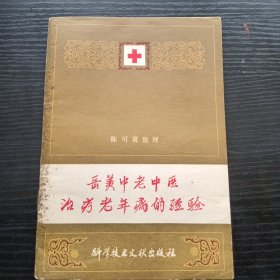 陈可冀整理
岳美中老中医
治疗老年病的经验
科学技术文献出版社